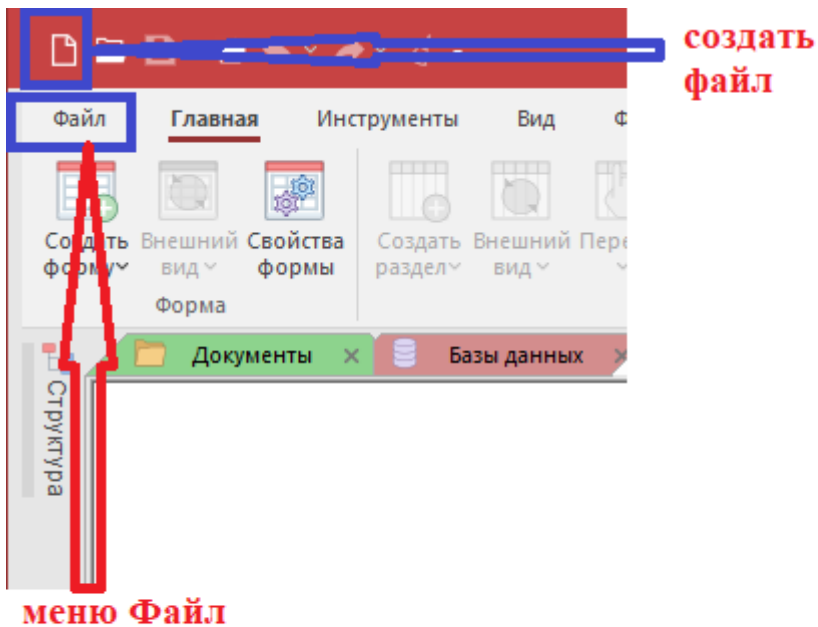 создать
файл
Файл Главная Инструменты Вид Ф
Создать Внешний Свойства Создать Внешний Пере
форму вид формы раздел вид
Форма
Документы Базы данных
Структура
меню Файл